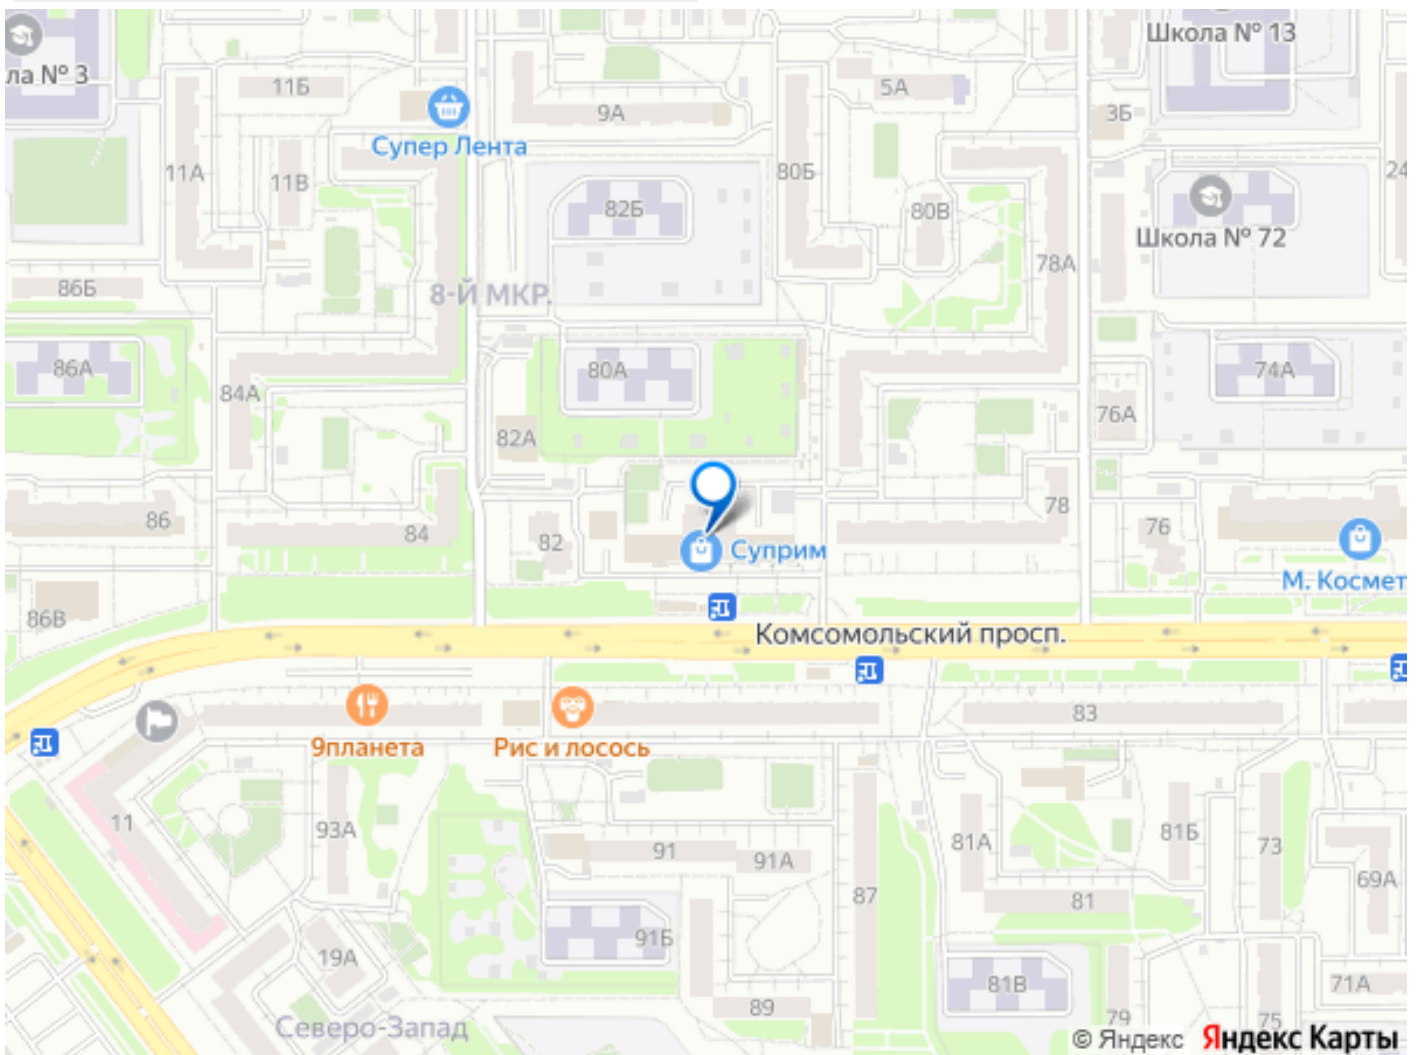 Школа № 13
ла № 3
11Б
5А
9А
3Б
Супер Лента
11А
11В
80Б
24
82Б
80В
Школа № 72
78А
86Б
8-Й МКР.
86А
80А
74А
84А
76А
82А
78
86
84
82
76
Суприм
М. Космет
86В
Комсомольский просп.
83
9планета
Рис и лосось
11
93А
81А
81Б
73
91
91А
69А
87
81
91Б
19А
81В
71А
89
79
75
Северо-Запад
© Яндекс Яндекс Карты